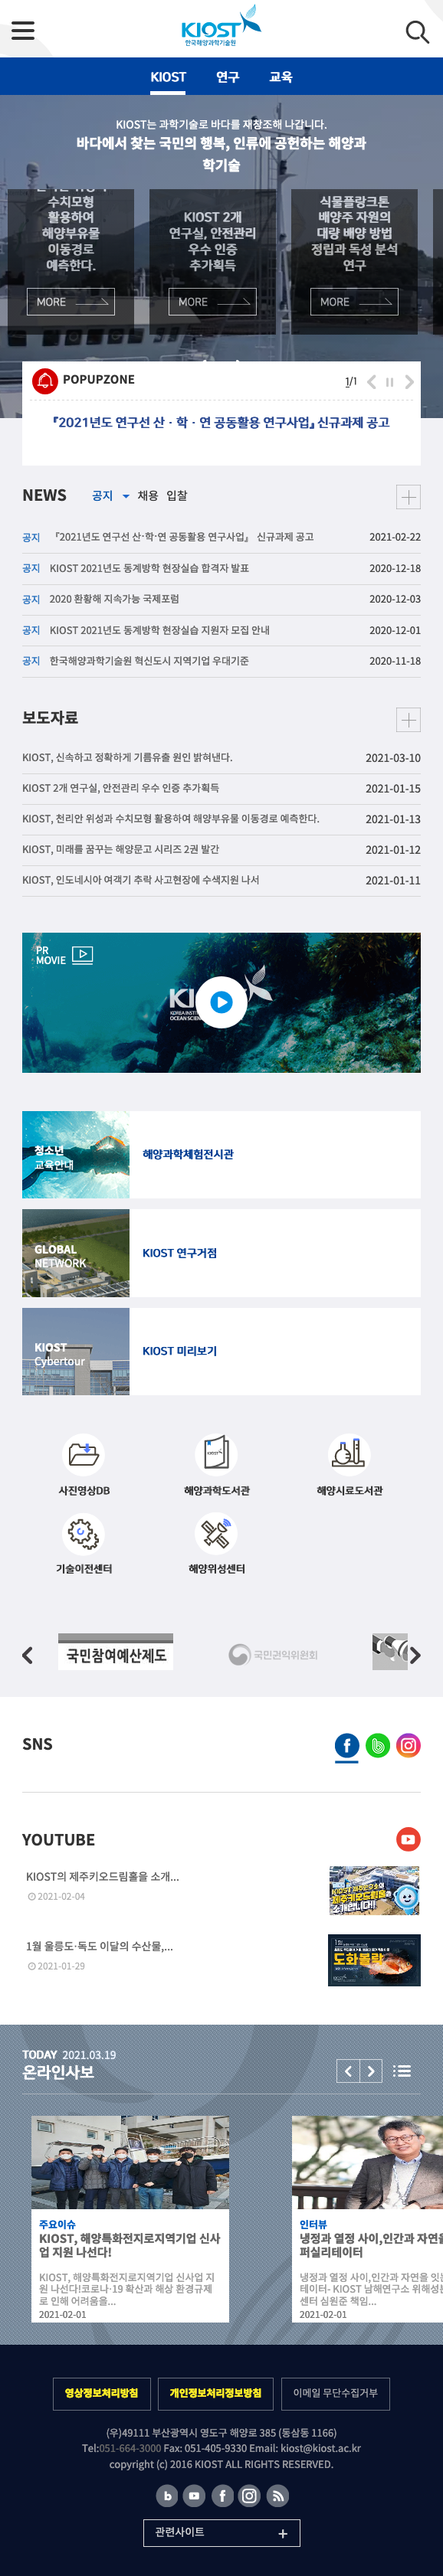 KIOST
한국해양과학기술원
KIOST 연구 교육
KIOST는 과학기술로 바다를 재창조해 나갑니다.
바다에서 찾는 국민의 행복, 인류에 공헌하는 해양과
학기술
수치모형
활용하여
해양부유물
이동경로
예측한다.
MORE
KIOST 2개
연구실, 안전관리
우수 인증
추가획득
MORE
식물플랑크톤
배양주 자원의
대량 배양 방법
정립과 독성 분석
연구
MORE
POPUPZONE 1/1
『2021년도 연구선 산·학·연 공동활용 연구사업』 신규과제 공고
NEWS 공지 채용 입찰
공지 『2021년도 연구선 산·학·연 공동활용 연구사업』 신규과제 공고 2021-02-22
공지 KIOST 2021년도 동계방학 현장실습 합격자 발표 2020-12-18
공지 2020 환황해 지속가능 국제포럼 2020-12-03
공지 KIOST 2021년도 동계방학 현장실습 지원자 모집 안내 2020-12-01
공지 한국해양과학기술원 혁신도시 지역기업 우대기준 2020-11-18
보도자료
KIOST, 신속하고 정확하게 기름유출 원인 밝혀낸다. 2021-03-10
KIOST 2개 연구실, 안전관리 우수 인증 추가획득 2021-01-15
KIOST, 천리안 위성과 수치모형 활용하여 해양부유물 이동경로 예측한다. 2021-01-13
KIOST, 미래를 꿈꾸는 해양문고 시리즈 2권 발간 2021-01-12
KIOST, 인도네시아 여객기 추락 사고현장에 수색지원 나서 2021-01-11
PR
MOVIE
청소년
교육안내
해양과학체험전시관
GLOBAL
NETWORK
KIOST 연구거점
KIOST
Cybertour
KIOST 미리보기
사진영상DB 해양과학도서관 해양시료도서관
기술이전센터 해양위성센터
국민참여예산제도 국민권익위원회
SNS
YOUTUBE
KIOST의 제주키오드림홀을 소개...
2021-02-04
1월 울릉도·독도 이달의 수산물,...
2021-01-29
도화볼락
TODAY 2021.03.19
온라인사보
주요이슈
KIOST, 해양특화전지로지역기업 신사
업 지원 나선다!
KIOST, 해양특화전지로지역기업 신사업 지
원 나선다!코로나-19 확산과 해상 환경규제
로 인해 어려움을...
2021-02-01
인터뷰
냉정과 열정 사이,인간과 자연을
퍼실리테이터
냉정과 열정 사이,인간과 자연을 잇는
테이터- KIOST 남해연구소 위해성분
센터 심원준 책임...
2021-02-01
영상정보처리방침 개인정보처리정보방침 이메일 무단수집거부
(우)49111 부산광역시 영도구 해양로 385 (동삼동 1166)
Tel:051-664-3000 Fax: 051-405-9330 Email: kiost@kiost.ac.kr
copyright (c) 2016 KIOST ALL RIGHTS RESERVED.
관련사이트